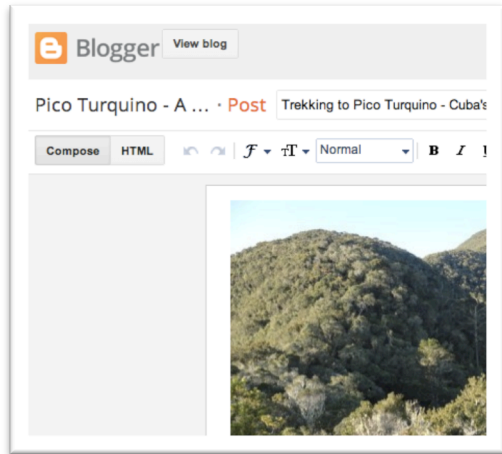 Blogger View blog
Pico Turquino - A ... · Post Trekking to Pico Turquino - Cuba's
Compose HTML F T Normal B I